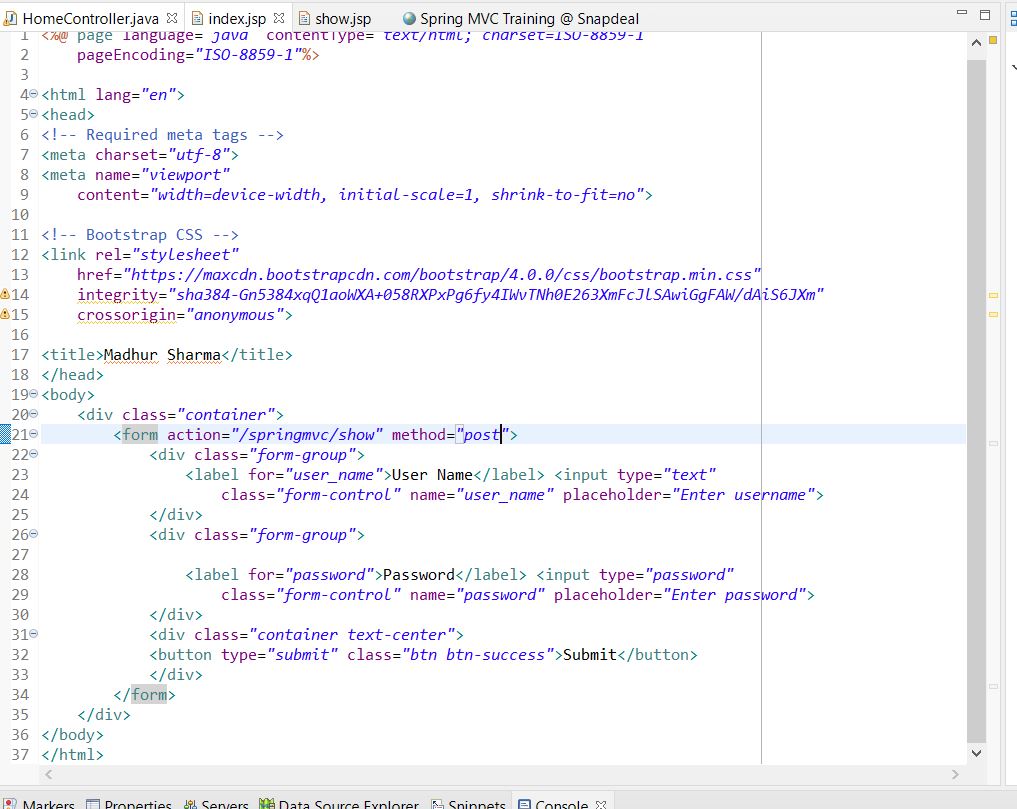 HomeController.java index.jsp show.jsp Spring MVC Training @ Snapdeal
1 <%@ page language="java" contentType="text/html; charset=ISO-8859-1"
2 pageEncoding="ISO-8859-1"%>
3
4 <html lang="en">
5 <head>
6 <!-- Required meta tags -->
7 <meta charset="utf-8">
8 <meta name="viewport"
9 content="width=device-width, initial-scale=1, shrink-to-fit=no">
10
11 <!-- Bootstrap CSS -->
12 <link rel="stylesheet"
13 href="https://maxcdn.bootstrapcdn.com/bootstrap/4.0.0/css/bootstrap.min.css"
14 integrity="sha384-Gn5384xqQ1aoWXA+058RXPxPg6fy4IWvTNh0E263XmFcJlSAwiGgFAW/dAiS6JXm"
15 crossorigin="anonymous">
16
17 <title>Madhur Sharma</title>
18 </head>
19 <body>
20 <div class="container">
21 <form action="/springmvc/show" method="post">
22 <div class="form-group">
23 <label for="user_name">User Name</label> <input type="text"
24 class="form-control" name="user_name" placeholder="Enter username">
25 </div>
26 <div class="form-group">
27
28 <label for="password">Password</label> <input type="password"
29 class="form-control" name="password" placeholder="Enter password">
30 </div>
31 <div class="container text-center">
32 <button type="submit" class="btn btn-success">Submit</button>
33 </div>
34 </form>
35 </div>
36 </body>
37 </html>
Markers Properties Servers Data Source Explorer Snippets Console